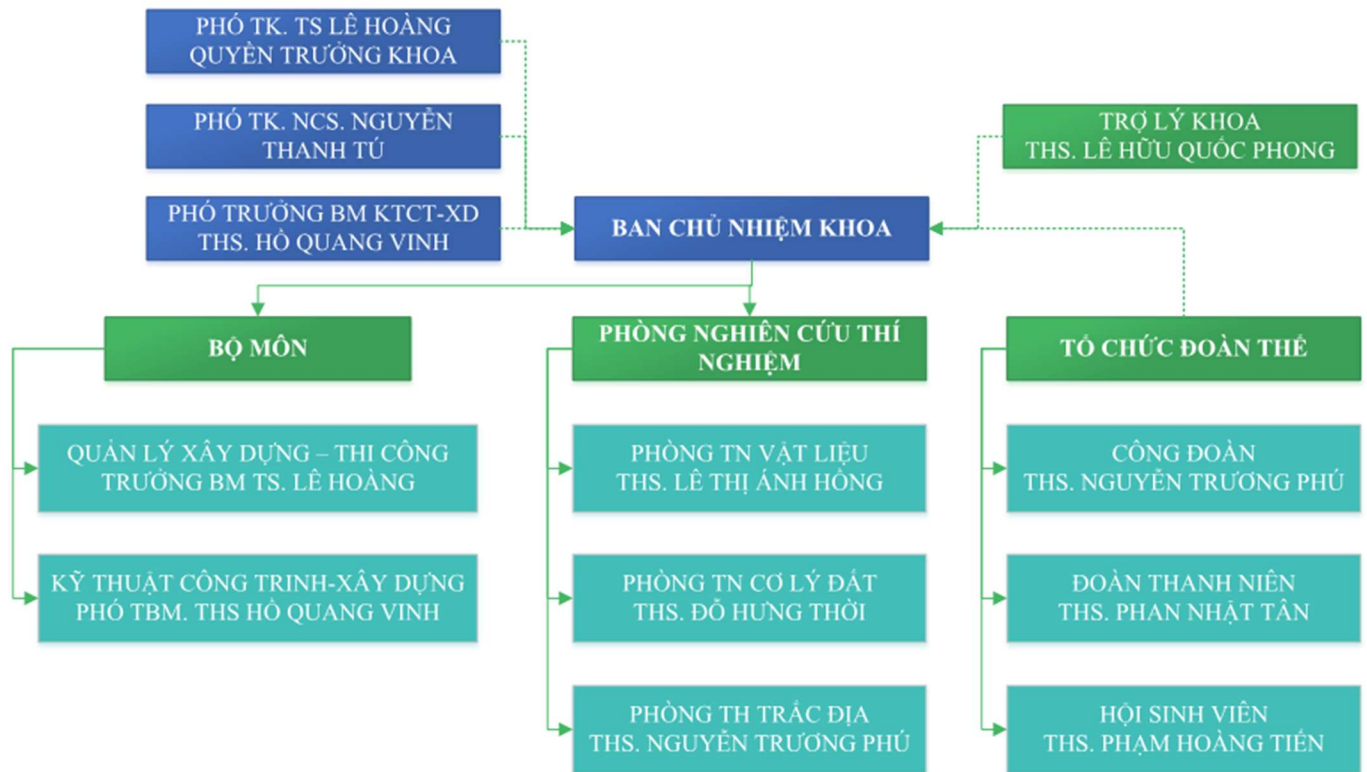 PHÓ TK. TS LÊ HOÀNG
QUYỀN TRƯỞNG KHOA
PHÓ TK. NCS. NGUYỄN
THANH TÚ
PHÓ TRƯỞNG BM KTCT-XD
THS. HỒ QUANG VINH
BAN CHỦ NHIỆM KHOA
TRỢ LÝ KHOA
THS. LÊ HỮU QUỐC PHONG
BỘ MÔN
QUẢN LÝ XÂY DỰNG – THI CÔNG
TRƯỞNG BM TS. LÊ HOÀNG
KỸ THUẬT CÔNG TRINH-XÂY DỰNG
PHÓ TBM. THS HỒ QUANG VINH
PHÒNG NGHIÊN CỨU THÍ
NGHIỆM
PHÒNG TN VẬT LIỆU
THS. LÊ THỊ ÁNH HỒNG
PHÒNG TN CƠ LÝ ĐẤT
THS. ĐỖ HƯNG THỜI
PHÒNG TH TRẮC ĐỊA
THS. NGUYỄN TRƯƠNG PHÚ
TỔ CHỨC ĐOÀN THỂ
CÔNG ĐOÀN
THS. NGUYỄN TRƯƠNG PHÚ
ĐOÀN THANH NIÊN
THS. PHAN NHẬT TÂN
HỘI SINH VIÊN
THS. PHẠM HOÀNG TIẾN